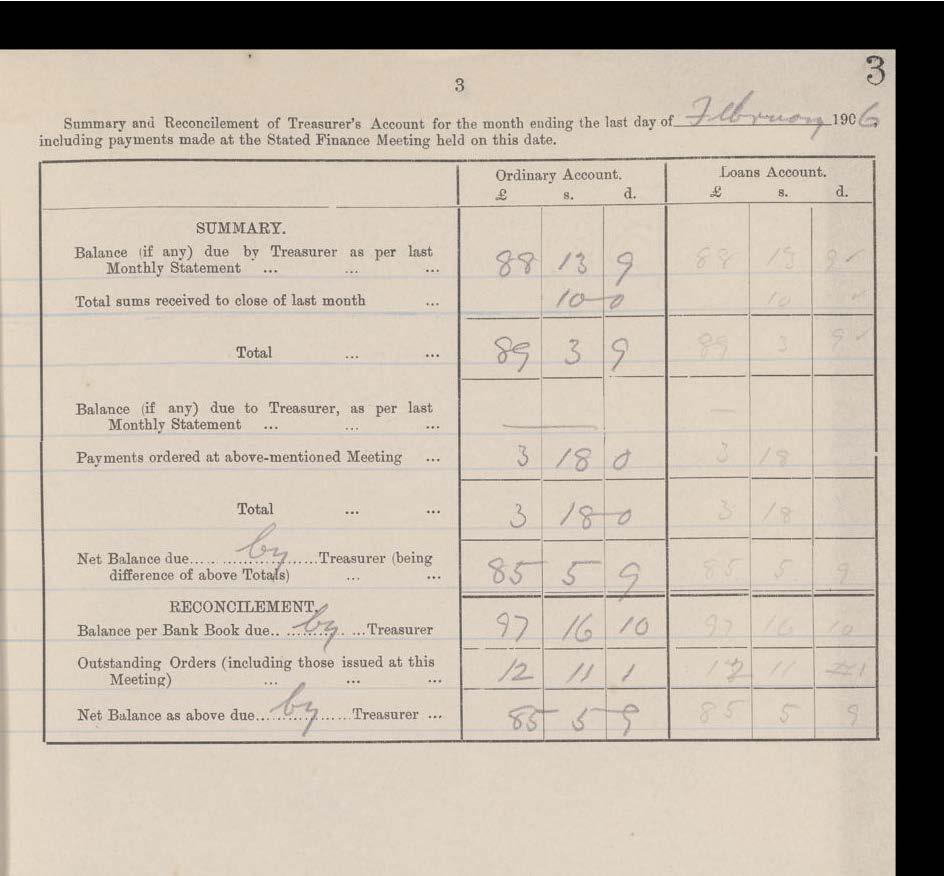 3
3
Summary and Reconcilement of Treasurer's Account for the month ending the last day of February 1906,
including payments made at the Stated Finance Meeting held on this date.
Ordinary Account. Loans Account.
£ s. d. £ s. d.
SUMMARY.
Balance (if any) due by Treasurer as per last
Monthly Statement ... ... ... 88 13 9 88 13 9 ✓
Total sums received to close of last month ... 10 0 10 ✓
Total ... ... 89 3 9 89 3 9 ✓
Balance (if any) due to Treasurer, as per last
Monthly Statement ... ... ... — —
Payments ordered at above-mentioned Meeting ... 3 18 0 3 18
Total ... ... 3 18 0 3 18
Net Balance due...... by ......Treasurer (being
difference of above Totals) ... ... 85 5 9 85 5 9
RECONCILEMENT.
Balance per Bank Book due.. by ...Treasurer 97 16 10 97 16 10
Outstanding Orders (including those issued at this
Meeting) ... ... ... 12 11 1 12 11 1
Net Balance as above due... by ......Treasurer ... 85 5 9 85 5 9